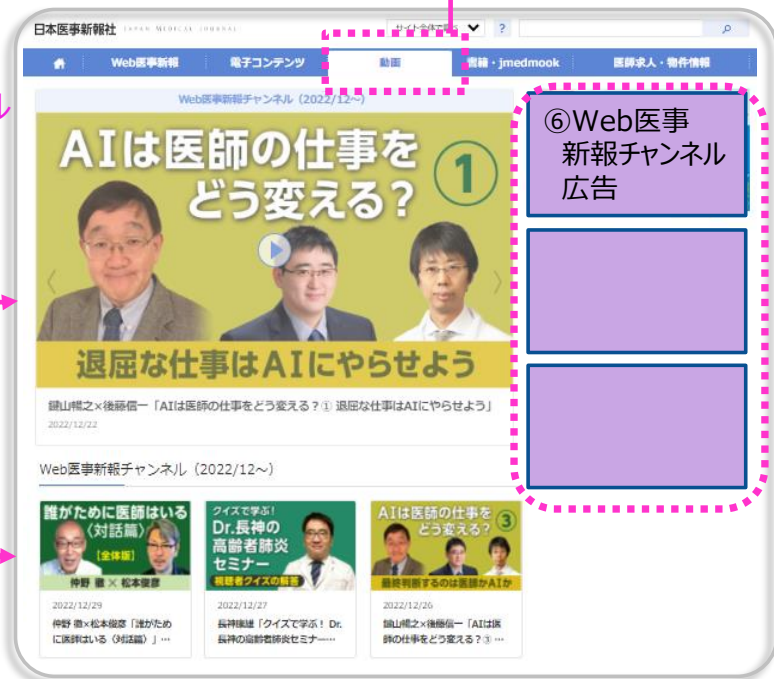 日本医事新報社 JAPAN MEDICAL JOURNAL
?
Web医事新報 電子コンテンツ 動画 書籍・jmedmook 医師求人・物件情報
Web医事新報チャンネル（2022/12～）
AIは医師の仕事を
どう変える？
①
退屈な仕事はAIにやらせよう
×後藤信一「AIは医師の仕事をどう変える？① 退屈な仕事はAIにやらせよう」
2022/12/22
⑥Web医事
新報チャンネル
広告
Web医事新報チャンネル（2022/12～）
誰がために医師はいる
〈対話篇〉
【全体版】
仲野 徹 × 松本俊彦
2022/12/29
仲野 徹×松本俊彦「誰がため
に医師はいる〈対話篇〉」…
クイズで学ぶ！
Dr.長神の
高齢者肺炎
セミナー
視聴者クイズの解答
2022/12/27
長神康雄「クイズで学ぶ！ Dr.
長神の高齢者肺炎セミナー…
AIは医師の仕事を
どう変える？
③
最終判断するのは医師かAIか
2022/12/26
×後藤信一「AIは医
師の仕事をどう変える？③ …